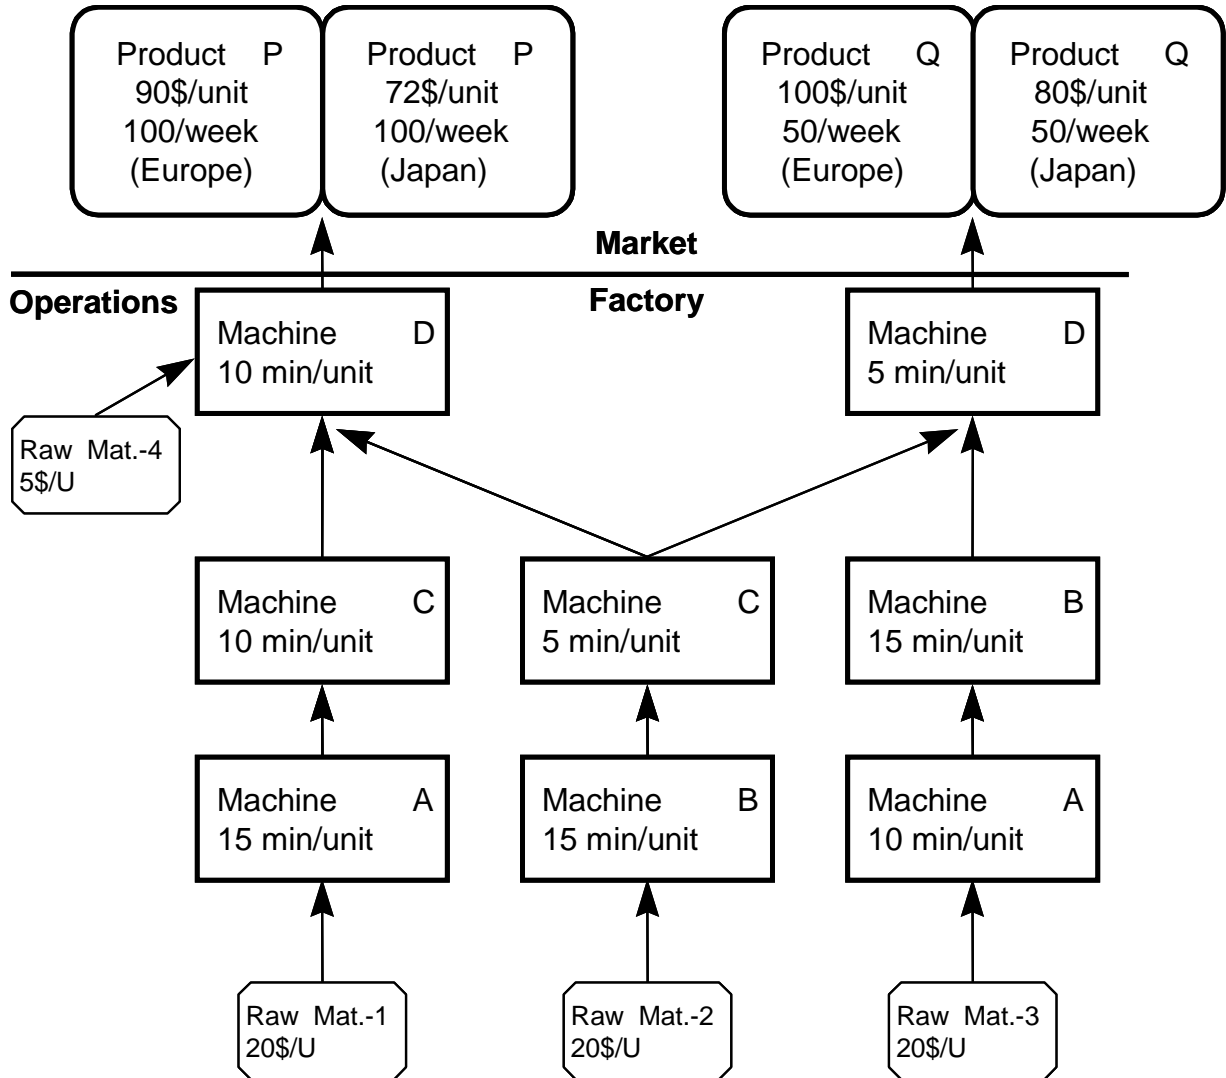 Product P
90$/unit
100/week
(Europe)
Product P
72$/unit
100/week
(Japan)
Product Q
100$/unit
50/week
(Europe)
Product Q
80$/unit
50/week
(Japan)
Market
Operations
Factory
Machine D
10 min/unit
Machine D
5 min/unit
Raw Mat.-4
5$/U
Machine C
10 min/unit
Machine C
5 min/unit
Machine B
15 min/unit
Machine A
15 min/unit
Machine B
15 min/unit
Machine A
10 min/unit
Raw Mat.-1
20$/U
Raw Mat.-2
20$/U
Raw Mat.-3
20$/U